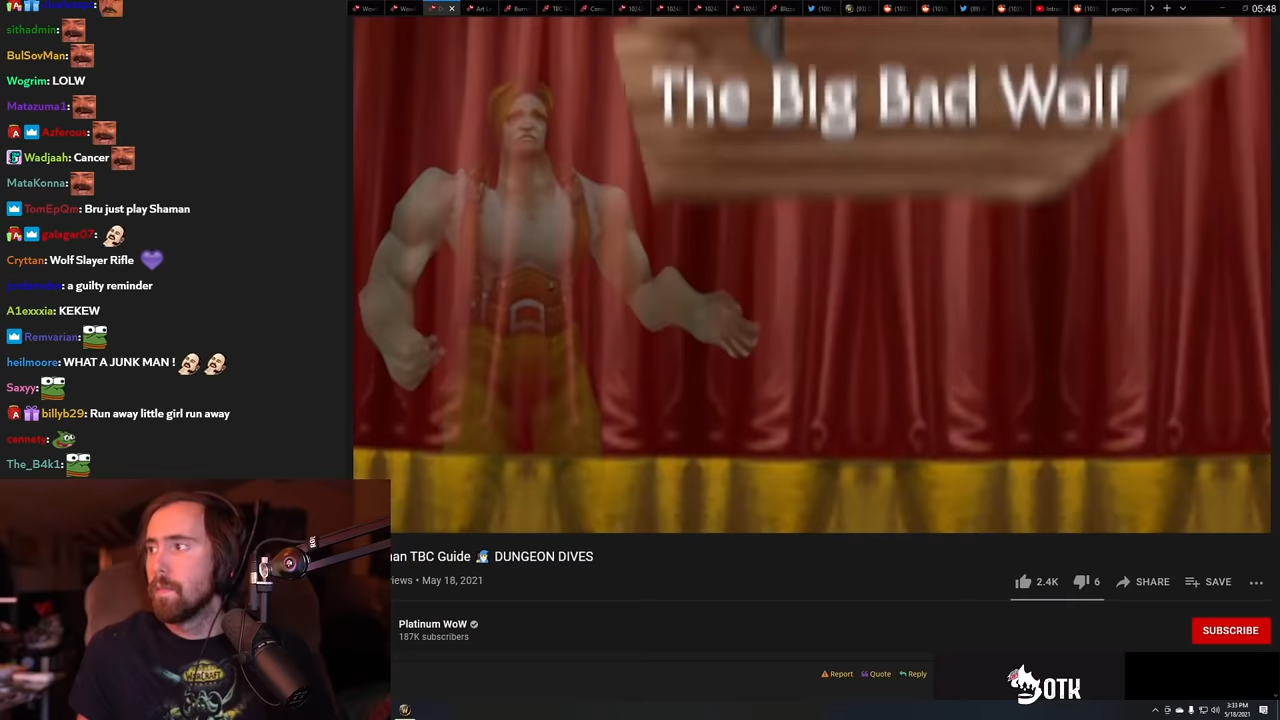 sithadmin:
BulSovMan:
Wogrim: LOLW
Matazuma1:
Azferous:
Wadjaah: Cancer
MataKonna:
TomEpQm: Bru just play Shaman
galagar07:
Cryttan: Wolf Slayer Rifle
: a guilty reminder
A1exxxia: KEKEW
Remvarian:
heilmoore: WHAT A JUNK MAN !
Saxyy:
billyb29: Run away little girl run away
cennety:
The_B4k1:
05:48
The Big Bad Wolf
an TBC Guide DUNGEON DIVES
iews • May 18, 2021
2.4K 6 SHARE SAVE
Platinum WoW
187K subscribers
SUBSCRIBE
Report Quote Reply
OTK
3:33 PM
5/18/2021